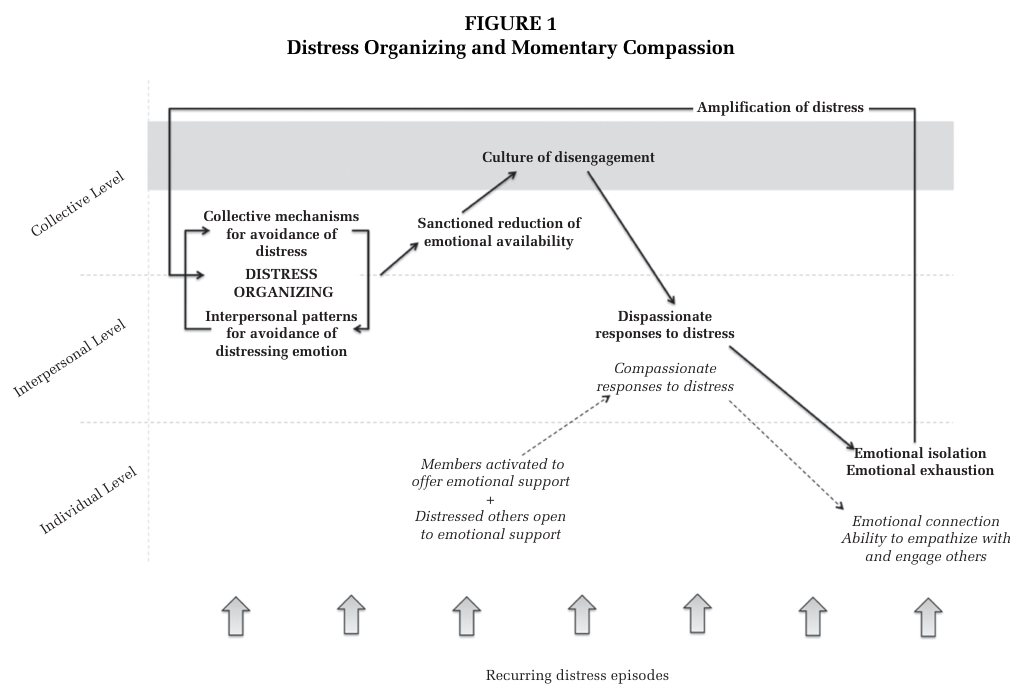 FIGURE 1
Distress Organizing and Momentary Compassion
Amplification of distress
Culture of disengagement
Collective Level
Collective mechanisms
for avoidance of
distress
Sanctioned reduction of
emotional availability
DISTRESS
ORGANIZING
Interpersonal Level
Interpersonal patterns
for avoidance of
distressing emotion
Dispassionate
responses to distress
Compassionate
responses to distress
Individual Level
Members activated to
offer emotional support
+
Distressed others open
to emotional support
Emotional isolation
Emotional exhaustion
Emotional connection
Ability to empathize with
and engage others
Recurring distress episodes